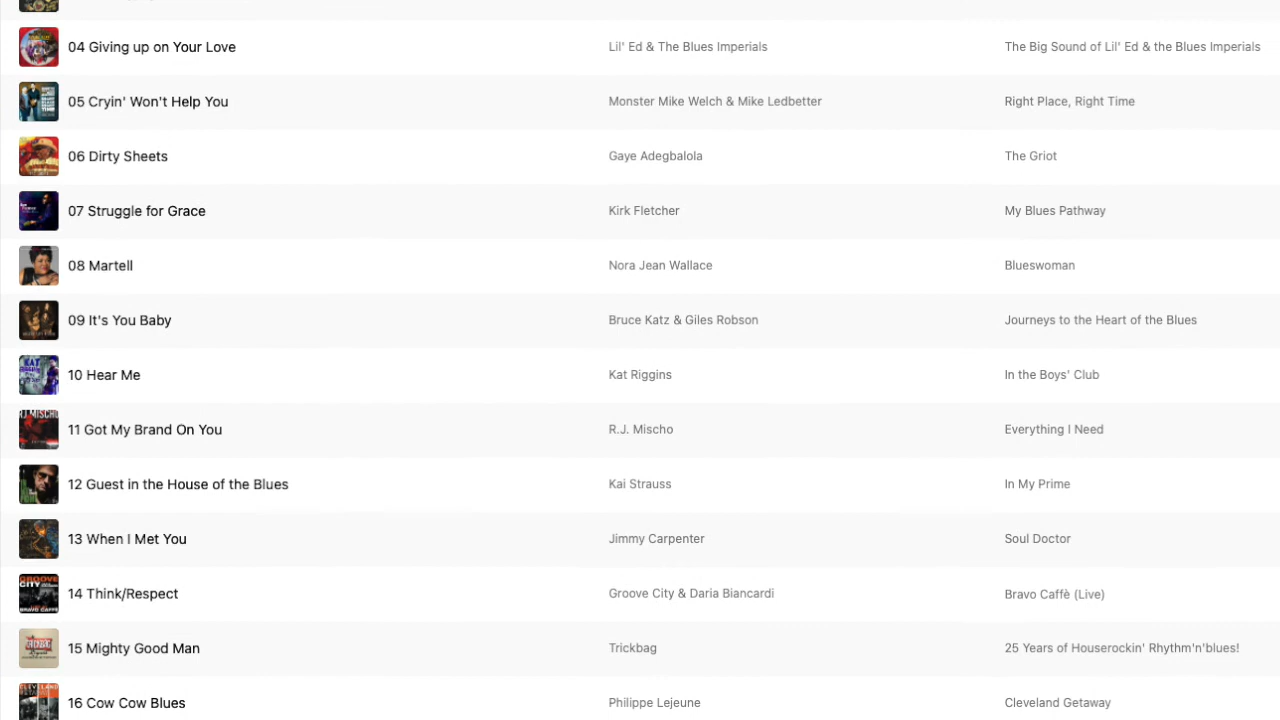 04 Giving up on Your Love Lil' Ed & The Blues Imperials The Big Sound of Lil' Ed & the Blues Imperials
05 Cryin' Won't Help You Monster Mike Welch & Mike Ledbetter Right Place, Right Time
06 Dirty Sheets Gaye Adegbalola The Griot
07 Struggle for Grace Kirk Fletcher My Blues Pathway
08 Martell Nora Jean Wallace Blueswoman
09 It's You Baby Bruce Katz & Giles Robson Journeys to the Heart of the Blues
10 Hear Me Kat Riggins In the Boys' Club
11 Got My Brand On You R.J. Mischo Everything I Need
12 Guest in the House of the Blues Kai Strauss In My Prime
13 When I Met You Jimmy Carpenter Soul Doctor
14 Think/Respect Groove City & Daria Biancardi Bravo Caffè (Live)
15 Mighty Good Man Trickbag 25 Years of Houserockin' Rhythm'n'blues!
16 Cow Cow Blues Philippe Lejeune Cleveland Getaway